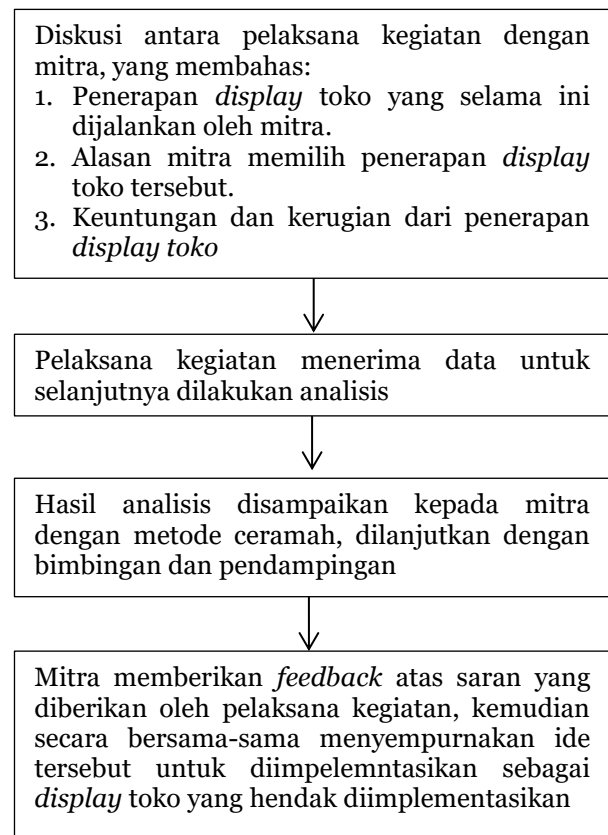 Diskusi antara pelaksana kegiatan dengan
mitra, yang membahas:
1. Penerapan display toko yang selama ini
dijalankan oleh mitra.
2. Alasan mitra memilih penerapan display
toko tersebut.
3. Keuntungan dan kerugian dari penerapan
display toko
Pelaksana kegiatan menerima data untuk
selanjutnya dilakukan analisis
Hasil analisis disampaikan kepada mitra
dengan metode ceramah, dilanjutkan dengan
bimbingan dan pendampingan
Mitra memberikan feedback atas saran yang
diberikan oleh pelaksana kegiatan, kemudian
secara bersama-sama menyempurnakan ide
tersebut untuk diimpelemntasikan sebagai
display toko yang hendak diimplementasikan